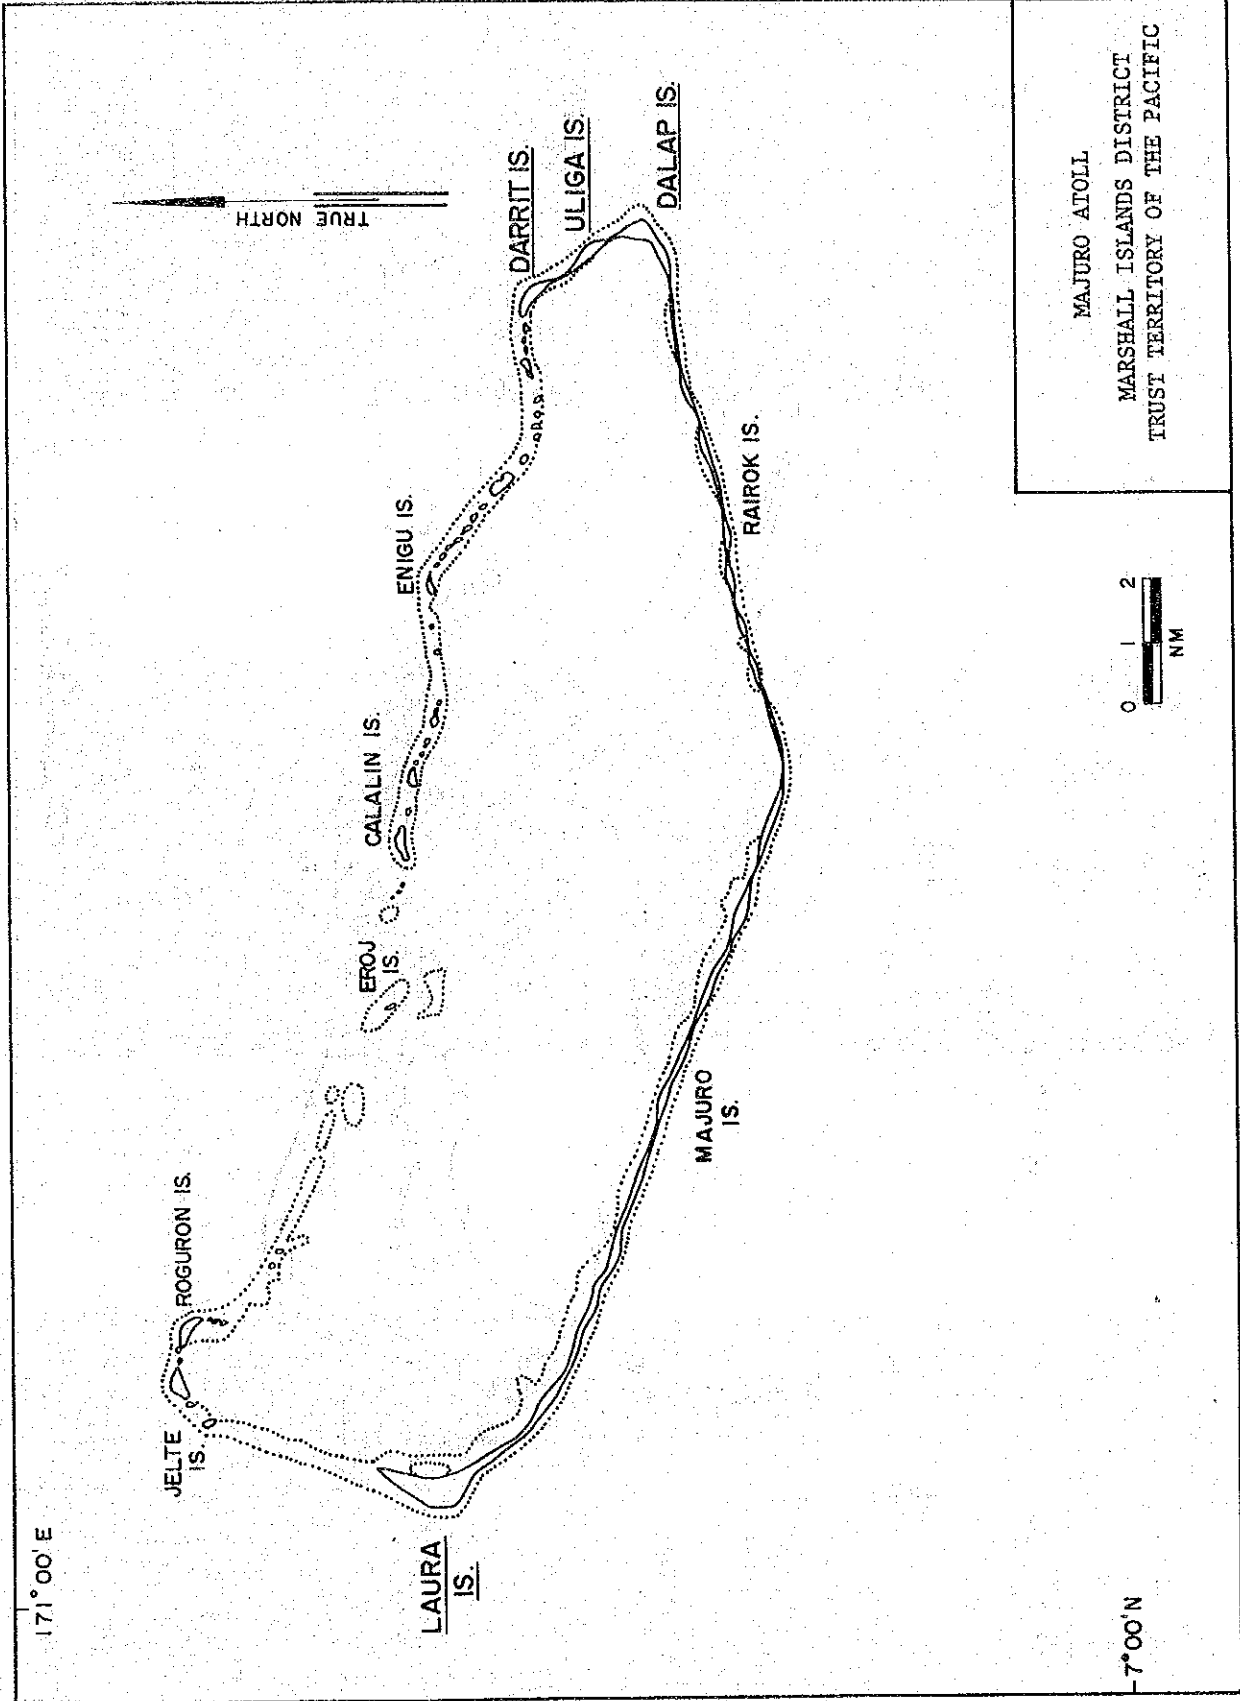 171°00'E
JELTE
IS.
ROGURON IS.
EROJ
IS.
CALALIN IS.
ENIGU IS.
TRUE NORTH
DARRIT IS.
ULIGA IS.
DALAP IS.
LAURA
IS.
MAJURO
IS.
RAIROK IS.
7°00'N
0 1 2
NM
MAJURO ATOLL
MARSHALL ISLANDS DISTRICT
TRUST TERRITORY OF THE PACIFIC